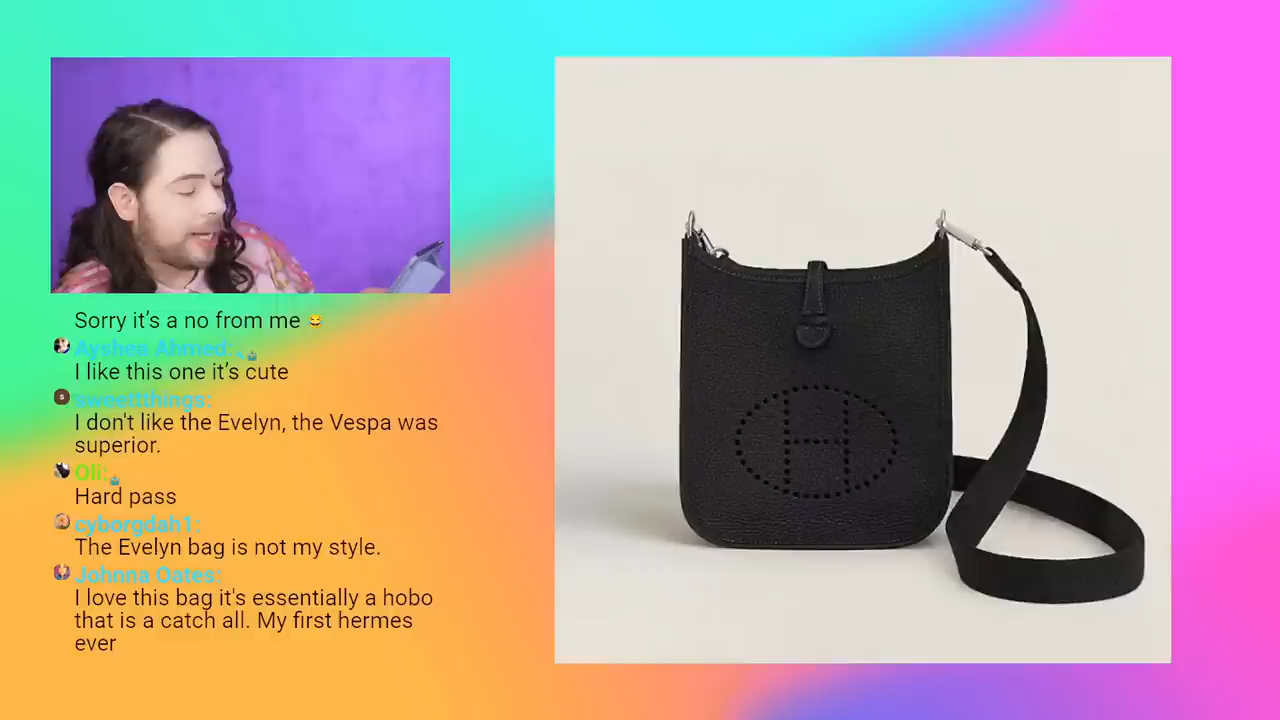 Sorry it’s a no from me 😂
Ayshea Ahmed:
I like this one it’s cute
sweettthings:
I don't like the Evelyn, the Vespa was
superior.
Oli:
Hard pass
cyborgdah1:
The Evelyn bag is not my style.
Johnna Oates:
I love this bag it's essentially a hobo
that is a catch all. My first hermes
ever
H